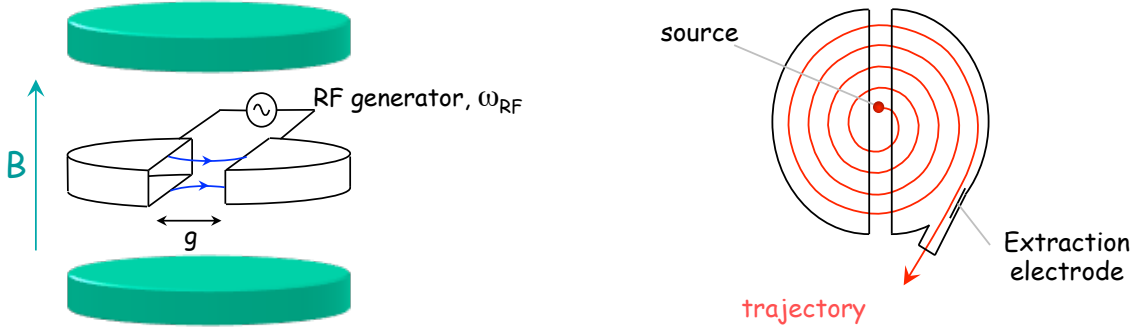 source
RF generator, ωRF
B
g
Extraction
electrode
trajectory